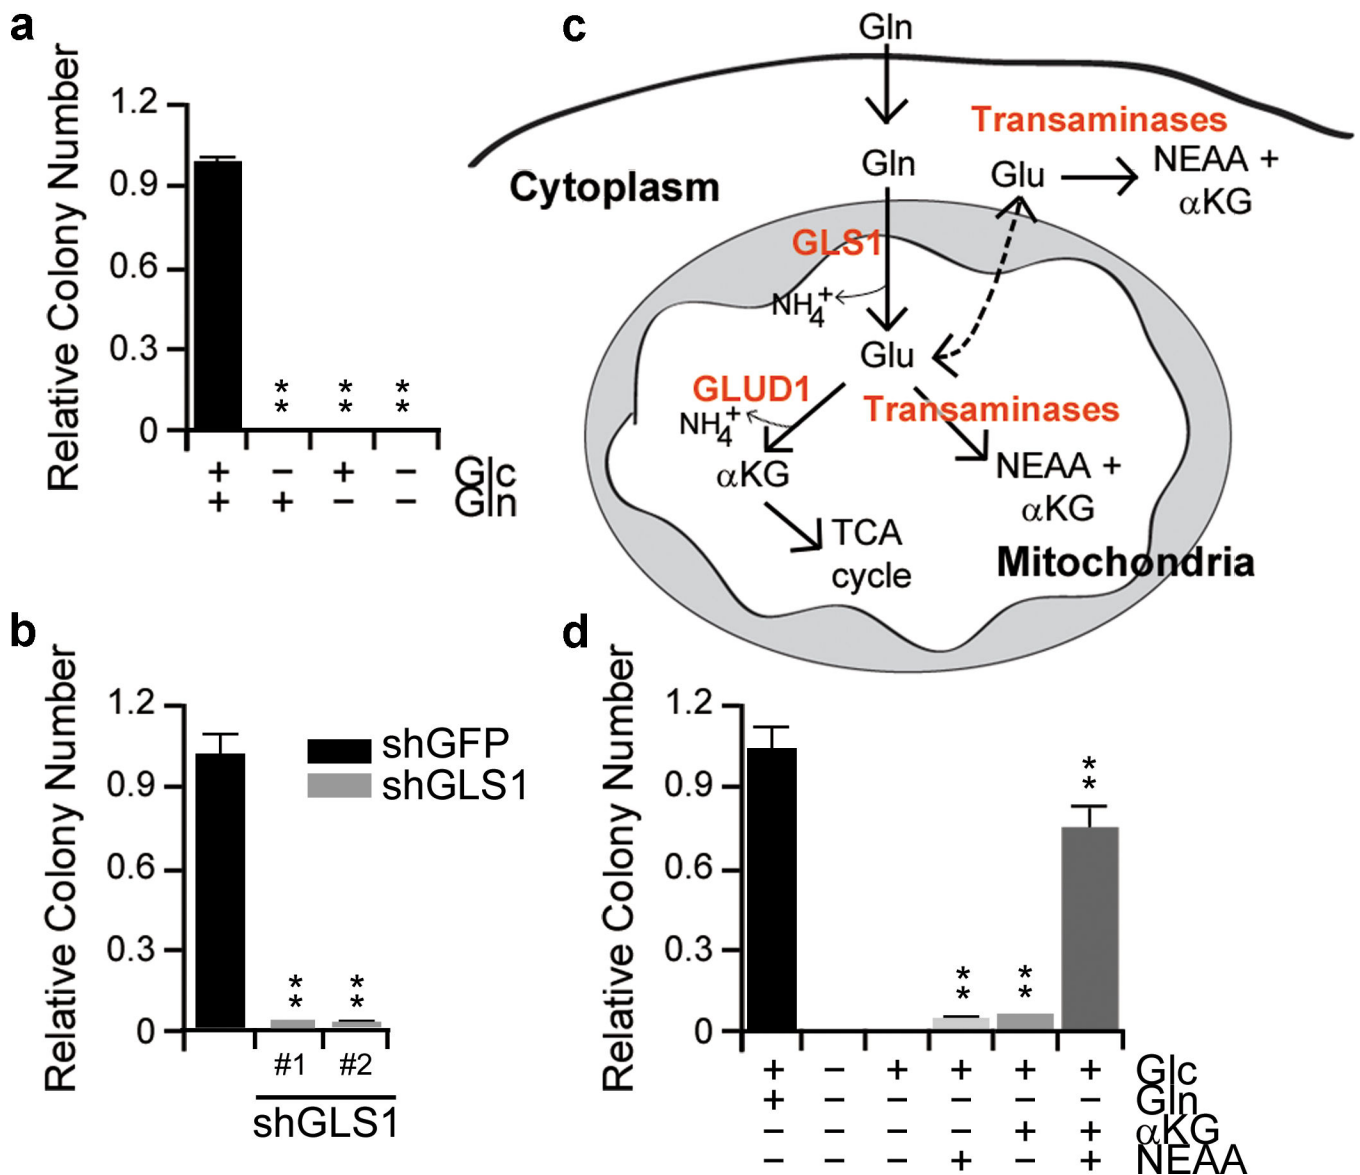 a
Relative Colony Number
1.2
0.9
0.6
0.3
0
* * *
* * *
+ − + − Glc
+ + − − Gln
b
Relative Colony Number
1.2
0.9
0.6
0.3
0
shGFP
shGLS1
* *
* *
#1 #2
shGLS1
c
Gln
Transaminases
Gln
Glu
NEAA +
αKG
Cytoplasm
GLS1
NH4+
Glu
GLUD1
Transaminases
NH4+
αKG
NEAA +
αKG
TCA
cycle
Mitochondria
d
Relative Colony Number
1.2
0.9
0.6
0.3
0
* * *
* * *
+ − + + + + Glc
+ − − − − − Gln
− − − − + + αKG
− − − + − + NEAA